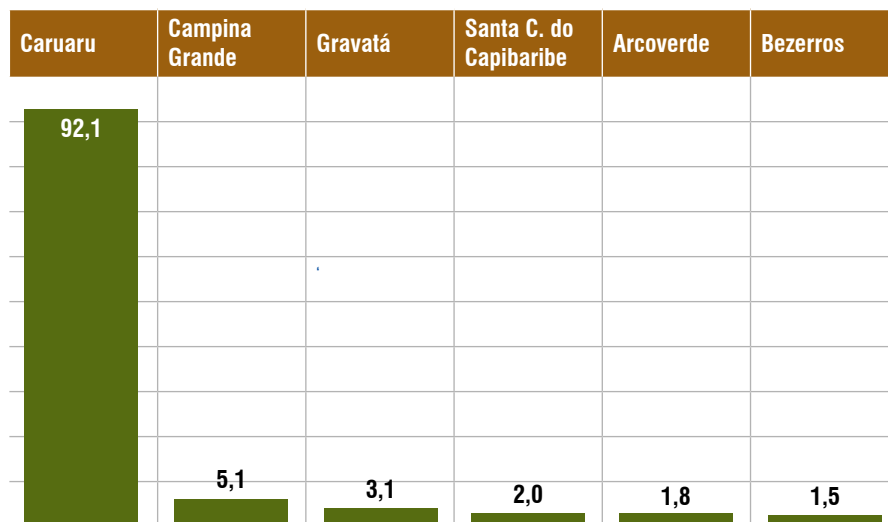 Caruaru
Campina
Grande
Gravatá
Santa C. do
Capibaribe
Arcoverde
Bezerros
92,1
5,1
3,1
2,0
1,8
1,5